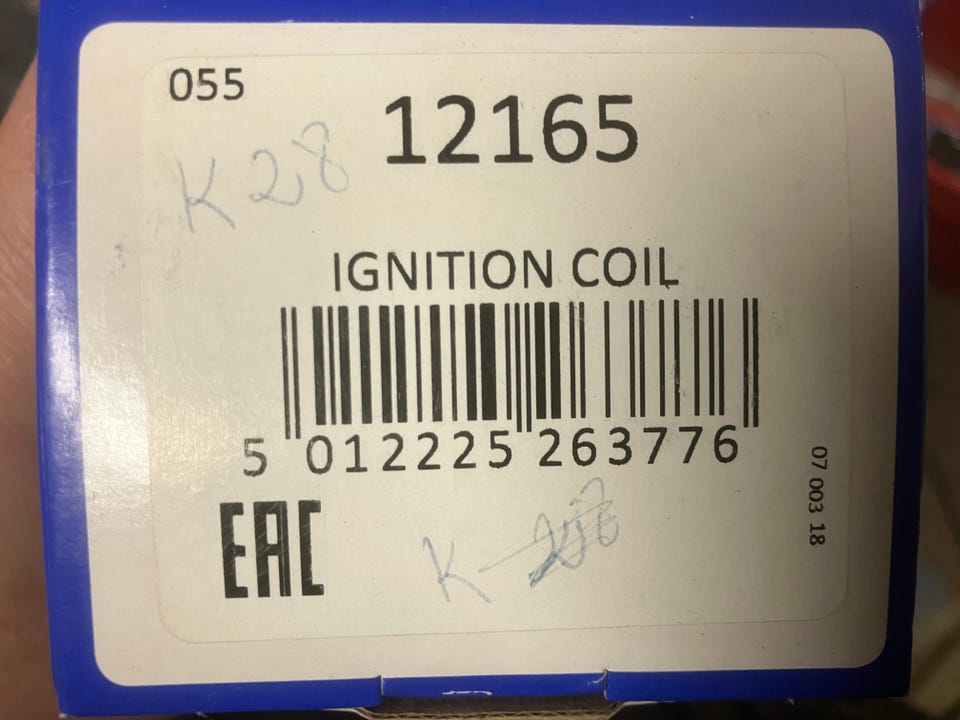 055
12165
K 28
IGNITION COIL
5 012225 263776
07 003 18
EAC
K